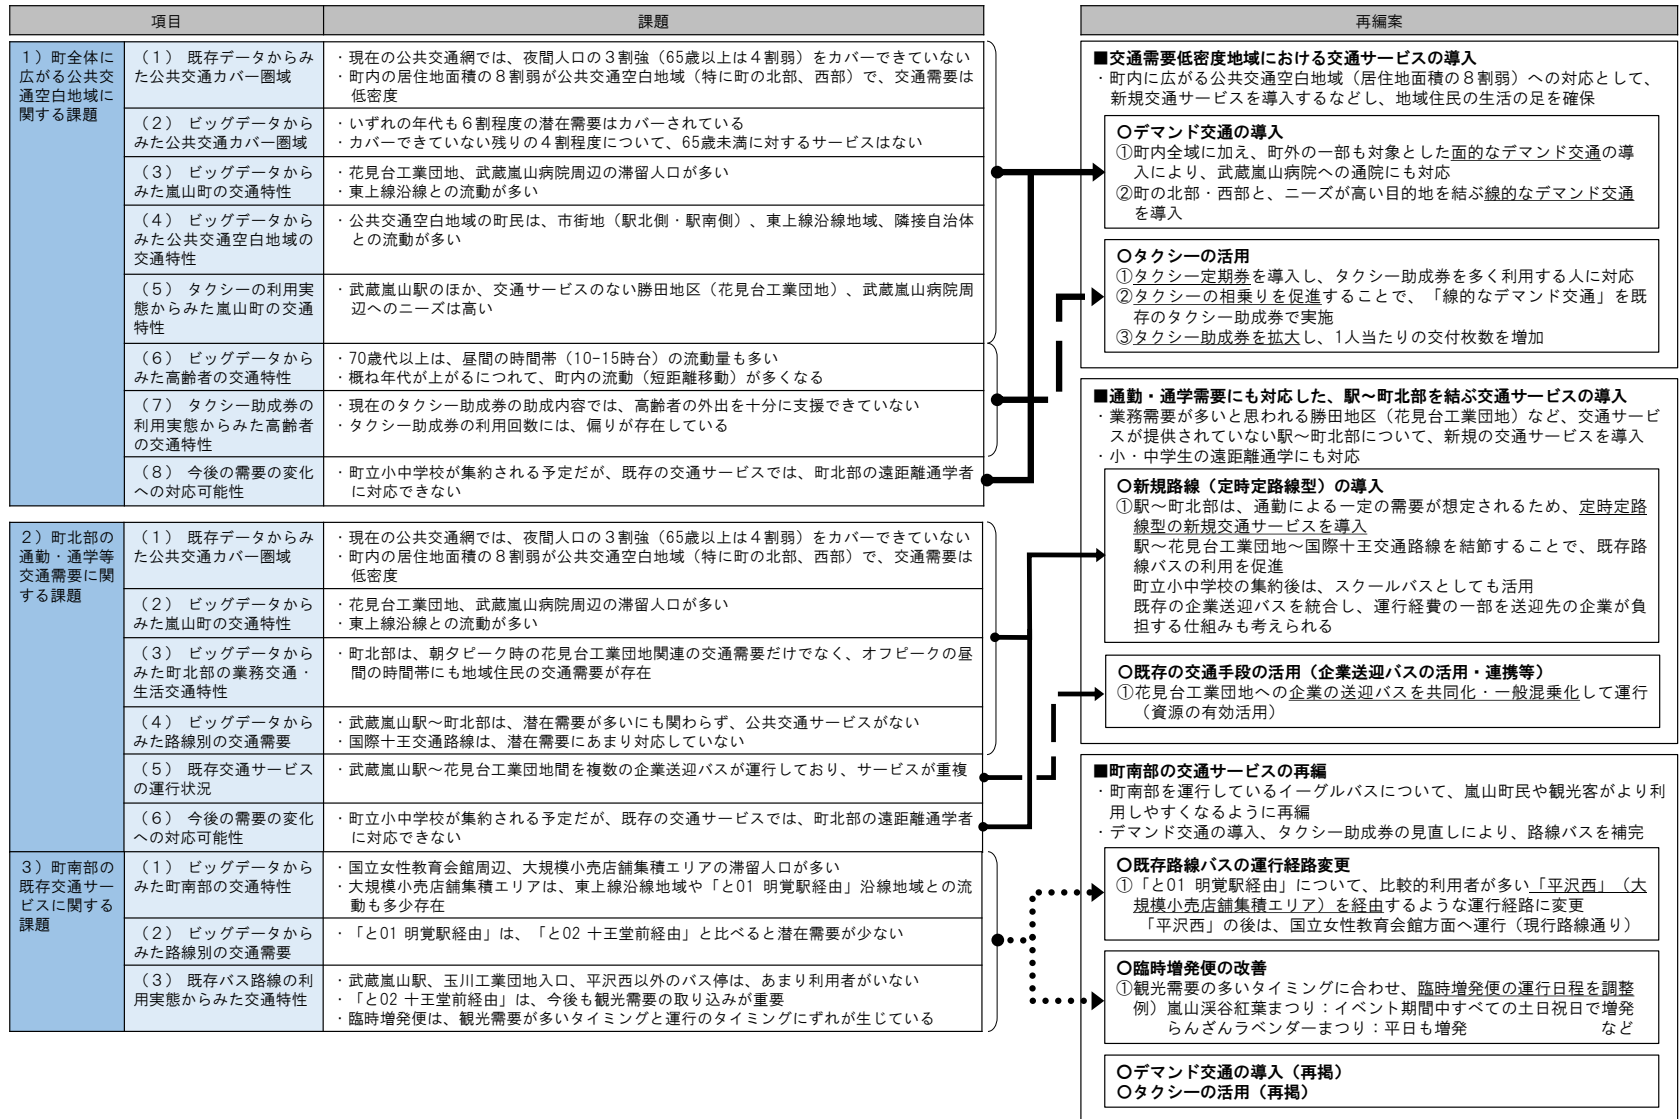 項目
課題
1）町全体に
広がる公共交
通空白地域に
関する課題
（1） 既存データからみ
た公共交通カバー圏域
・現在の公共交通網では、夜間人口の３割強（65歳以上は４割弱）をカバーできていない
・町内の居住地面積の８割弱が公共交通空白地域（特に町の北部、西部）で、交通需要は
低密度
（2） ビッグデータから
みた公共交通カバー圏域
・いずれの年代も６割程度の潜在需要はカバーされている
・カバーできていない残りの４割程度について、65歳未満に対するサービスはない
（3） ビッグデータから
みた嵐山町の交通特性
・花見台工業団地、武蔵嵐山病院周辺の滞留人口が多い
・東上線沿線との流動が多い
（4） ビッグデータから
みた公共交通空白地域の
交通特性
・公共交通空白地域の町民は、市街地（駅北側・駅南側）、東上線沿線地域、隣接自治体
との流動が多い
（5） タクシーの利用実
態からみた嵐山町の交通
特性
・武蔵嵐山駅のほか、交通サービスのない勝田地区（花見台工業団地）、武蔵嵐山病院周
辺へのニーズは高い
（6） ビッグデータから
みた高齢者の交通特性
・70歳代以上は、昼間の時間帯（10-15時台）の流動量も多い
・概ね年代が上がるにつれて、町内の流動（短距離移動）が多くなる
（7） タクシー助成券の
利用実態からみた高齢者
の交通特性
・現在のタクシー助成券の助成内容では、高齢者の外出を十分に支援できていない
・タクシー助成券の利用回数には、偏りが存在している
（8） 今後の需要の変化
への対応可能性
・町立小中学校が集約される予定だが、既存の交通サービスでは、町北部の遠距離通学者
に対応できない
2）町北部の
通勤・通学等
交通需要に関
する課題
（1） 既存データからみ
た公共交通カバー圏域
・現在の公共交通網では、夜間人口の３割強（65歳以上は４割弱）をカバーできていない
・町内の居住地面積の８割弱が公共交通空白地域（特に町の北部、西部）で、交通需要は
低密度
（2） ビッグデータから
みた嵐山町の交通特性
・花見台工業団地、武蔵嵐山病院周辺の滞留人口が多い
・東上線沿線との流動が多い
（3） ビッグデータから
みた町北部の業務交通・
生活交通特性
・町北部は、朝夕ピーク時の花見台工業団地関連の交通需要だけでなく、オフピークの昼
間の時間帯にも地域住民の交通需要が存在
（4） ビッグデータから
みた路線別の交通需要
・武蔵嵐山駅～町北部は、潜在需要が多いにも関わらず、公共交通サービスがない
・国際十王交通路線は、潜在需要にあまり対応していない
（5） 既存交通サービス
の運行状況
・武蔵嵐山駅～花見台工業団地間を複数の企業送迎バスが運行しており、サービスが重複
（6） 今後の需要の変化
への対応可能性
・町立小中学校が集約される予定だが、既存の交通サービスでは、町北部の遠距離通学者
に対応できない
3）町南部の
既存交通サー
ビスに関する
課題
（1） ビッグデータから
みた町南部の交通特性
・国立女性教育会館周辺、大規模小売店舗集積エリアの滞留人口が多い
・大規模小売店舗集積エリアは、東上線沿線地域や「と01 明覚駅経由」沿線地域との流
動も多少存在
（2） ビッグデータから
みた路線別の交通需要
・「と01 明覚駅経由」は、「と02 十王堂前経由」と比べると潜在需要が少ない
（3） 既存バス路線の利
用実態からみた交通特性
・武蔵嵐山駅、玉川工業団地入口、平沢西以外のバス停は、あまり利用者がいない
・「と02 十王堂前経由」は、今後も観光需要の取り込みが重要
・臨時増発便は、観光需要が多いタイミングと運行のタイミングにずれが生じている
再編案
■交通需要低密度地域における交通サービスの導入
・町内に広がる公共交通空白地域（居住地面積の８割弱）への対応として、
新規交通サービスを導入するなどし、地域住民の生活の足を確保
〇デマンド交通の導入
①町内全域に加え、町外の一部も対象とした面的なデマンド交通の導
入により、武蔵嵐山病院への通院にも対応
②町の北部・西部と、ニーズが高い目的地を結ぶ線的なデマンド交通
を導入
〇タクシーの活用
①タクシー定期券を導入し、タクシー助成券を多く利用する人に対応
②タクシーの相乗りを促進することで、「線的なデマンド交通」を既
存のタクシー助成券で実施
③タクシー助成券を拡大し、1人当たりの交付枚数を増加
■通勤・通学需要にも対応した、駅～町北部を結ぶ交通サービスの導入
・業務需要が多いと思われる勝田地区（花見台工業団地）など、交通サービ
スが提供されていない駅～町北部について、新規の交通サービスを導入
・小・中学生の遠距離通学にも対応
〇新規路線（定時定路線型）の導入
①駅～町北部は、通勤による一定の需要が想定されるため、定時定路
線型の新規交通サービスを導入
駅～花見台工業団地～国際十王交通路線を結節することで、既存路
線バスの利用を促進
町立小中学校の集約後は、スクールバスとしても活用
既存の企業送迎バスを統合し、運行経費の一部を送迎先の企業が負
担する仕組みも考えられる
〇既存の交通手段の活用（企業送迎バスの活用・連携等）
①花見台工業団地への企業の送迎バスを共同化・一般混乗化して運行
（資源の有効活用）
■町南部の交通サービスの再編
・町南部を運行しているイーグルバスについて、嵐山町民や観光客がより利
用しやすくなるように再編
・デマンド交通の導入、タクシー助成券の見直しにより、路線バスを補完
〇既存路線バスの運行経路変更
①「と01 明覚駅経由」について、比較的利用者が多い「平沢西」（大
規模小売店舗集積エリア）を経由するような運行経路に変更
「平沢西」の後は、国立女性教育会館方面へ運行（現行路線通り）
〇臨時増発便の改善
①観光需要の多いタイミングに合わせ、臨時増発便の運行日程を調整
例）嵐山渓谷紅葉まつり：イベント期間中すべての土日祝日で増発
らんざんラベンダーまつり：平日も増発 など
〇デマンド交通の導入（再掲）
〇タクシーの活用（再掲）